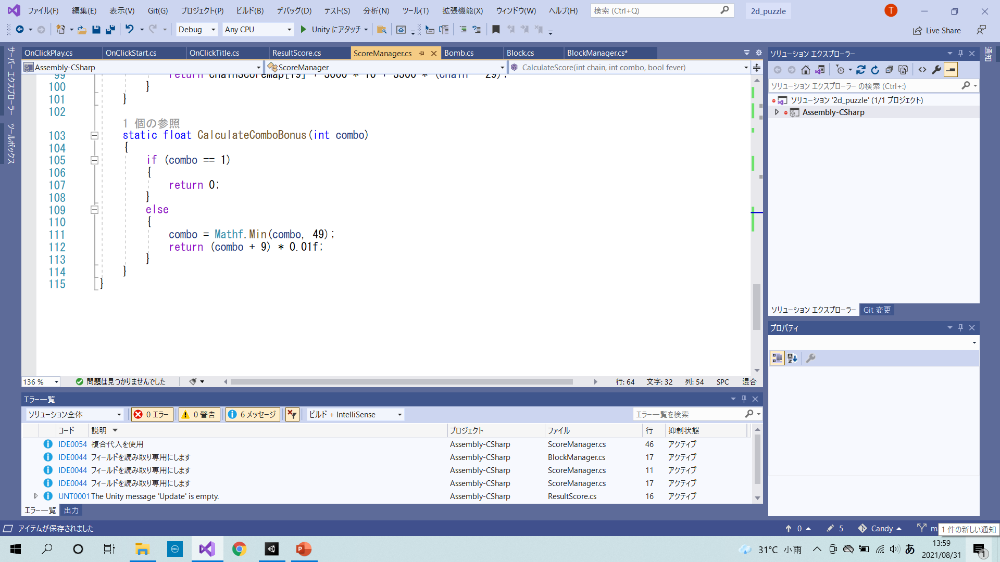 ファイル(F) 編集(E) 表示(V) Git(G) プロジェクト(P) ビルド(B) デバッグ(D) テスト(S) 分析(N) ツール(T) 拡張機能(X) ウィンドウ(W) ヘルプ(H) 検索 (Ctrl+Q) 2d_puzzle T
Debug Any CPU Unity にアタッチ Live Share
サーバー エクスプローラー
ツールボックス
OnClickPlay.cs OnClickStart.cs OnClickTitle.cs ResultScore.cs ScoreManager.cs Bomb.cs Block.cs BlockManager.cs*
Assembly-CSharp ScoreManager CalculateScore(int chain, int combo, bool fever)
99 return chainScoreMap[19] + 3000 * 10 + 3500 * (chain - 29);
100 }
101 }
102
1 個の参照
103 static float CalculateComboBonus(int combo)
104 {
105 if (combo == 1)
106 {
107 return 0;
108 }
109 else
110 {
111 combo = Mathf.Min(combo, 49);
112 return (combo + 9) * 0.01f;
113 }
114 }
115 }
136 % 問題は見つかりませんでした 行: 64 文字: 32 列: 54 SPC 混合
エラー一覧
ソリューション全体 0 エラー 0 警告 6 メッセージ ビルド + IntelliSense エラー一覧を検索
コード 説明 プロジェクト ファイル 行 抑制状態
IDE0054 複合代入を使用 Assembly-CSharp ScoreManager.cs 46 アクティブ
IDE0044 フィールドを読み取り専用にします Assembly-CSharp BlockManager.cs 17 アクティブ
IDE0044 フィールドを読み取り専用にします Assembly-CSharp ScoreManager.cs 11 アクティブ
IDE0044 フィールドを読み取り専用にします Assembly-CSharp ScoreManager.cs 17 アクティブ
UNT0001 The Unity message 'Update' is empty. Assembly-CSharp ResultScore.cs 16 アクティブ
エラー一覧 出力
ソリューション エクスプローラー
ソリューション エクスプローラー の検索 (Ctrl+:)
ソリューション '2d_puzzle' (1/1 プロジェクト)
Assembly-CSharp
ソリューション エクスプローラー Git 変更
プロパティ
通知
アイテムが保存されました 0 5 Candy 1 件の新しい通知
DELL P 31°C 小雨 あ 13:59
2021/08/31 1